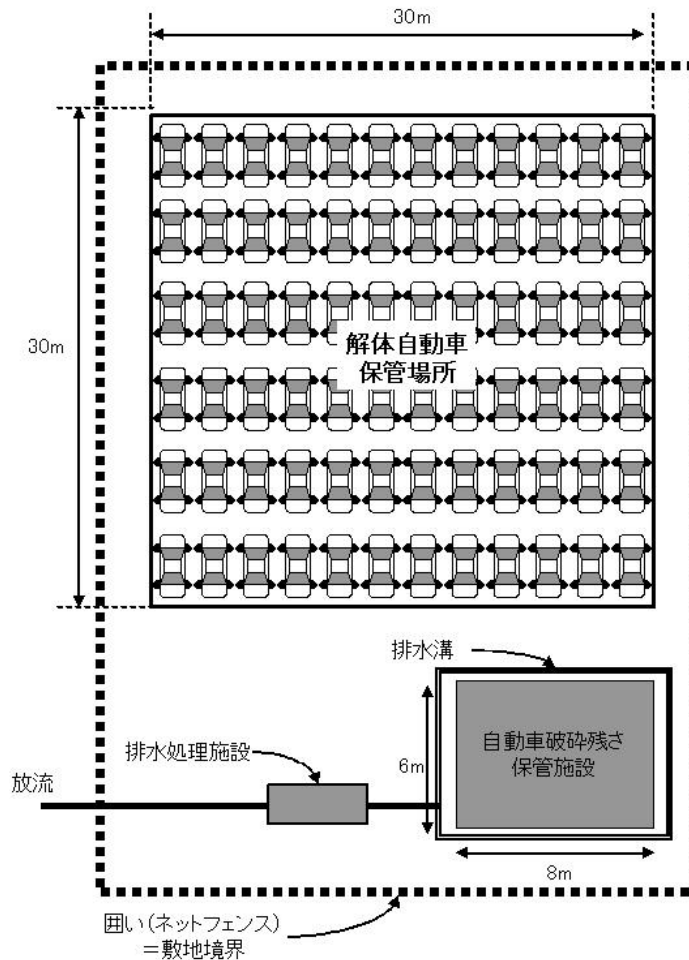 30m
30m
解体自動車
保管場所
排水溝
排水処理施設
自動車破砕残さ
保管施設
6m
放流
8m
囲い(ネットフェンス)
=敷地境界